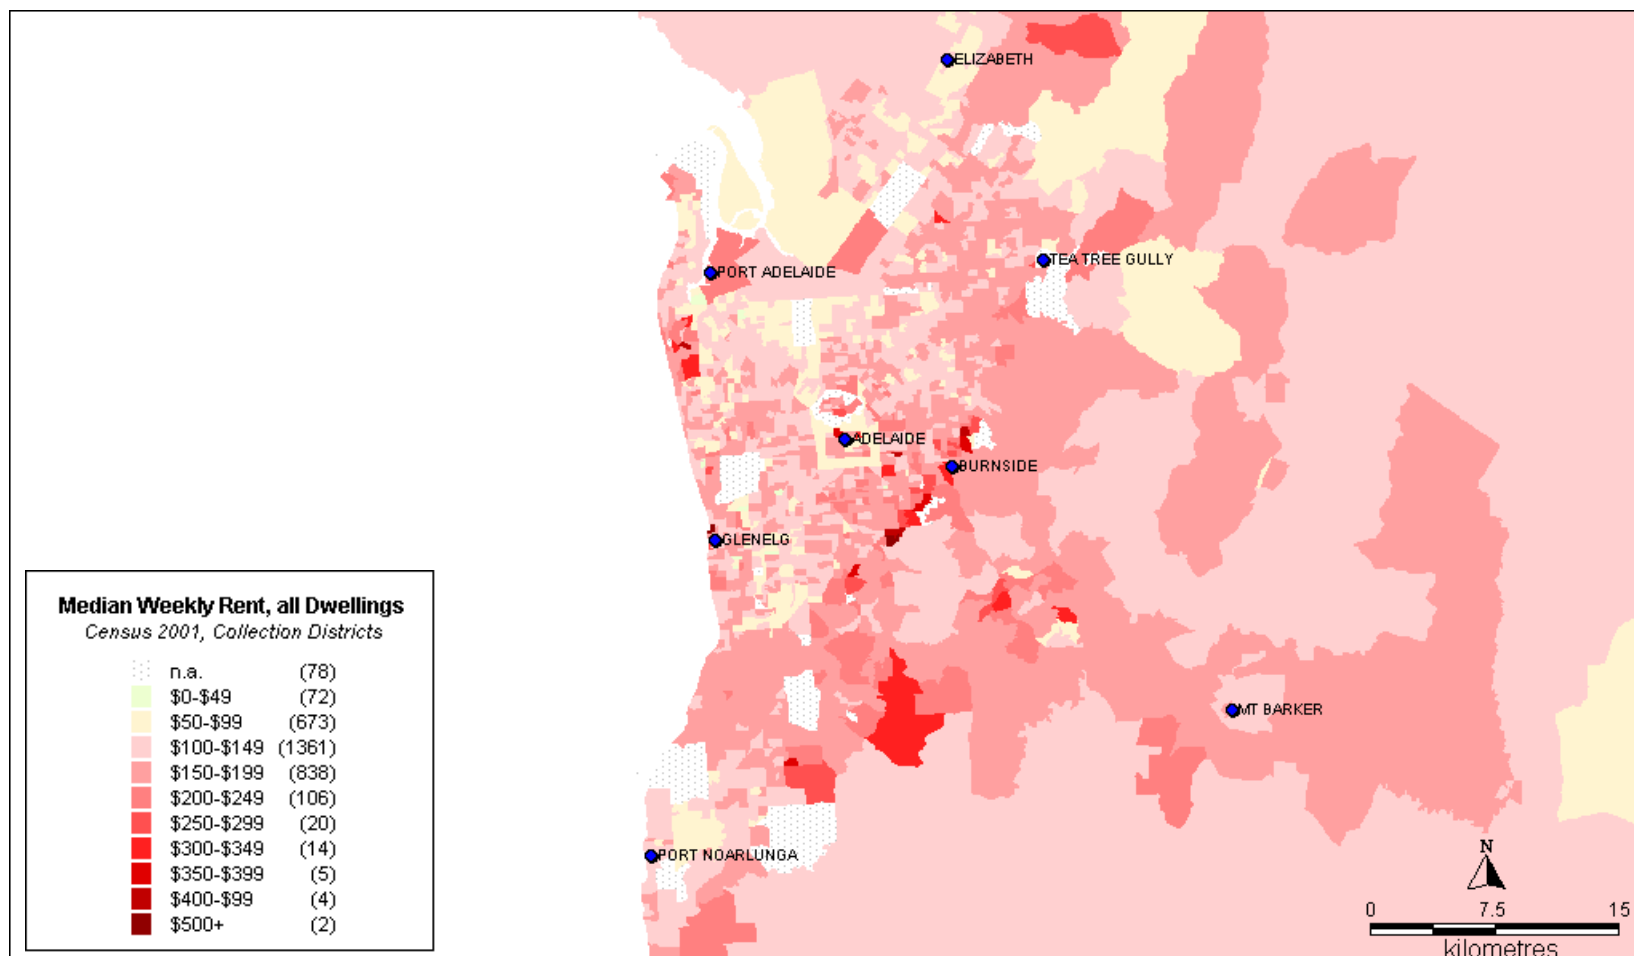 ELIZABETH
TEA TREE GULLY
PORT ADELAIDE
ADELAIDE
BURNSIDE
GLENELG
MT BARKER
PORT NOARLUNGA
Median Weekly Rent, all Dwellings
Census 2001, Collection Districts
n.a. (78)
$0-$49 (72)
$50-$99 (673)
$100-$149 (1361)
$150-$199 (838)
$200-$249 (106)
$250-$299 (20)
$300-$349 (14)
$350-$399 (5)
$400-$99 (4)
$500+ (2)
N
0 7.5 15
kilometres